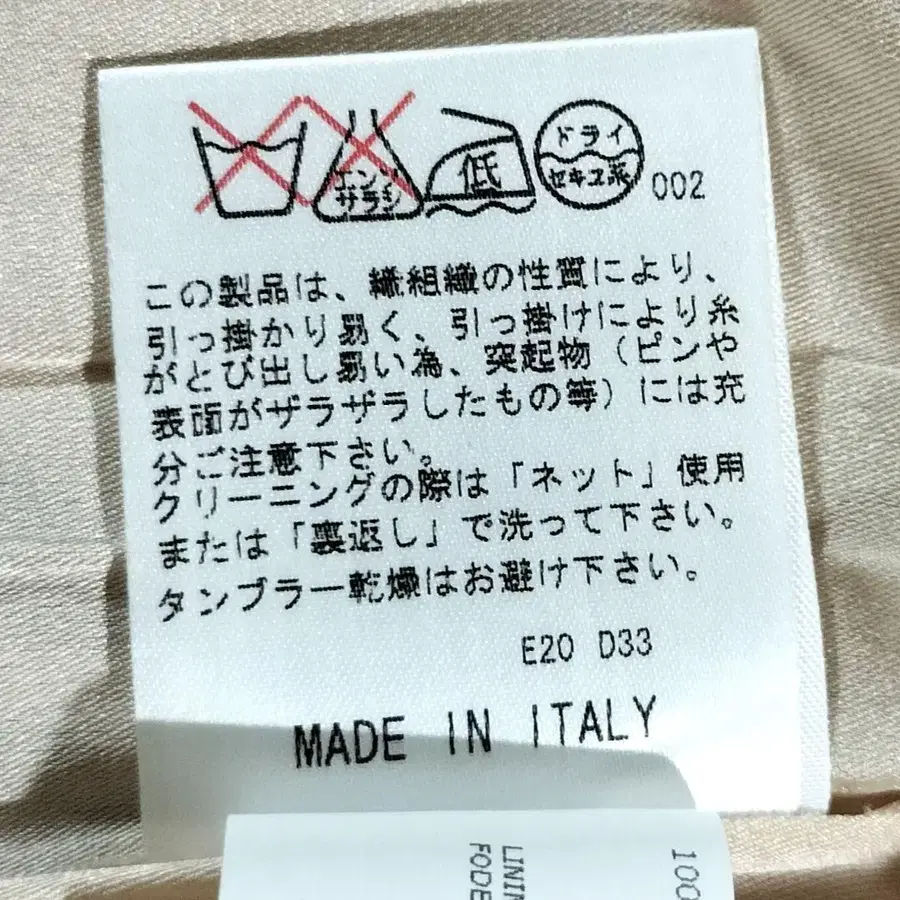 エンソ
サラシ
低
ドライ
セキユ系
002
この製品は、繊組織の性質により、
引っ掛かり易く、引っ掛けにより糸
がとび出し易い為、突起物（ピンや
表面がザラザラしたもの等）には充
分ご注意下さい。
クリーニングの際は「ネット」使用
または「裏返し」で洗って下さい。
タンブラー乾燥はお避け下さい。
E20 D33
MADE IN ITALY
LININ
FODE
100